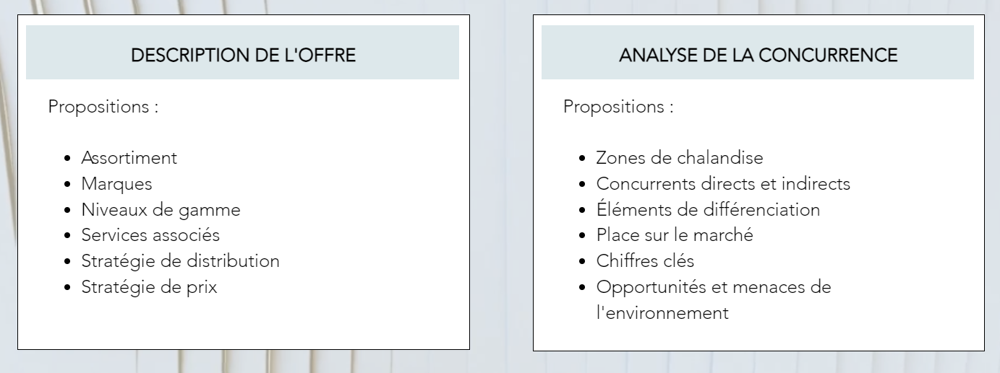 DESCRIPTION DE L'OFFRE
Propositions :
• Assortiment
• Marques
• Niveaux de gamme
• Services associés
• Stratégie de distribution
• Stratégie de prix
ANALYSE DE LA CONCURRENCE
Propositions :
• Zones de chalandise
• Concurrents directs et indirects
• Éléments de différenciation
• Place sur le marché
• Chiffres clés
• Opportunités et menaces de
l'environnement